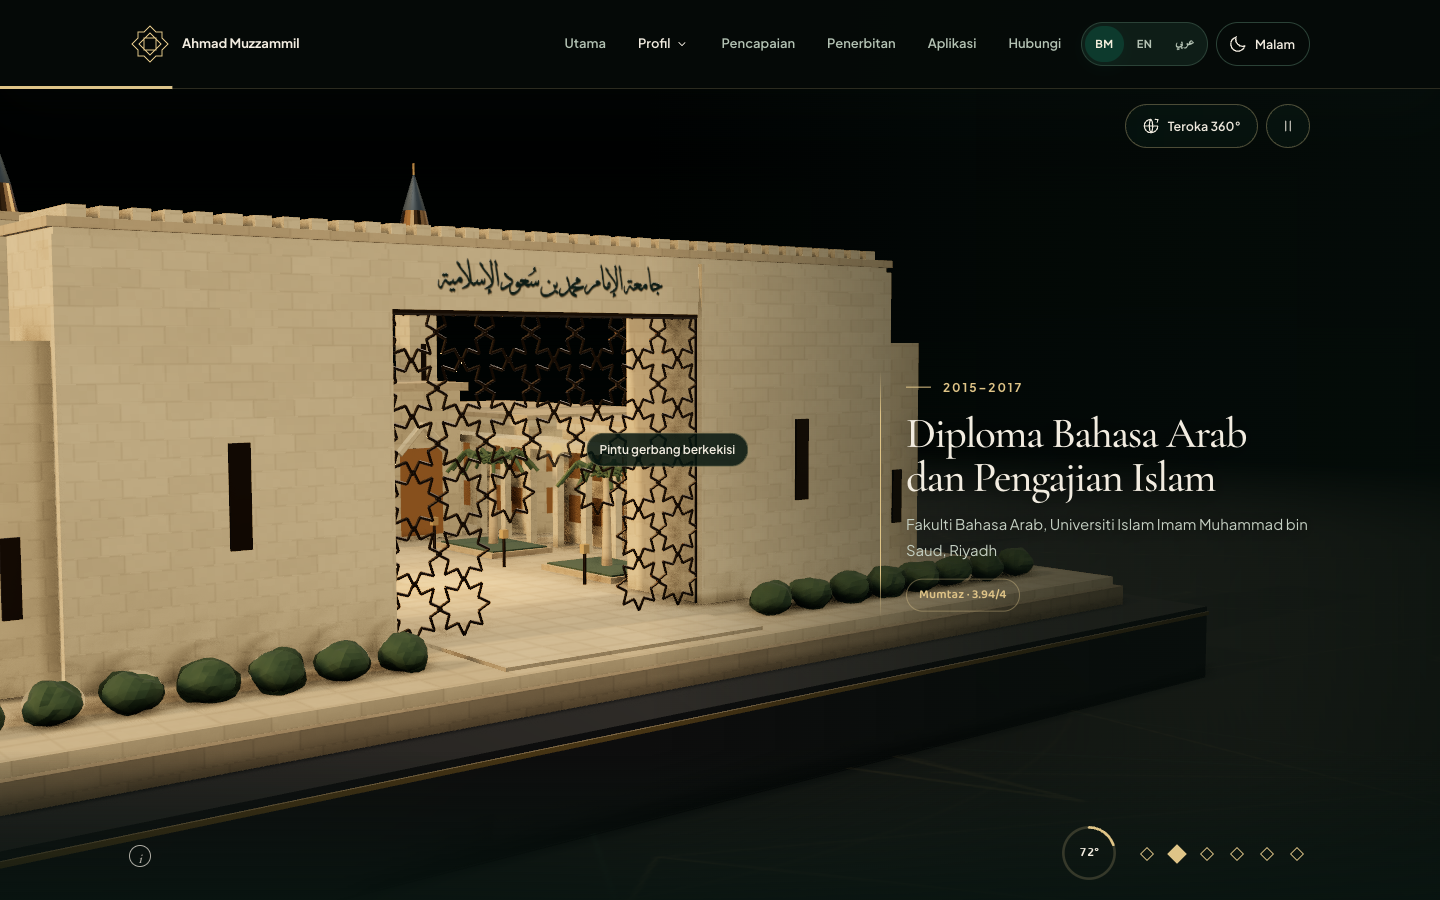 Ahmad Muzzammil
Utama
Profil
Pencapaian
Penerbitan
Aplikasi
Hubungi
BM
EN
عربي
Malam
Teroka 360°
جامعة الإمام محمد بن سعود الإسلامية
Pintu gerbang berkekisi
2015–2017
Diploma Bahasa Arab
dan Pengajian Islam
Fakulti Bahasa Arab, Universiti Islam Imam Muhammad bin
Saud, Riyadh
Mumtaz · 3.94/4
i
72°